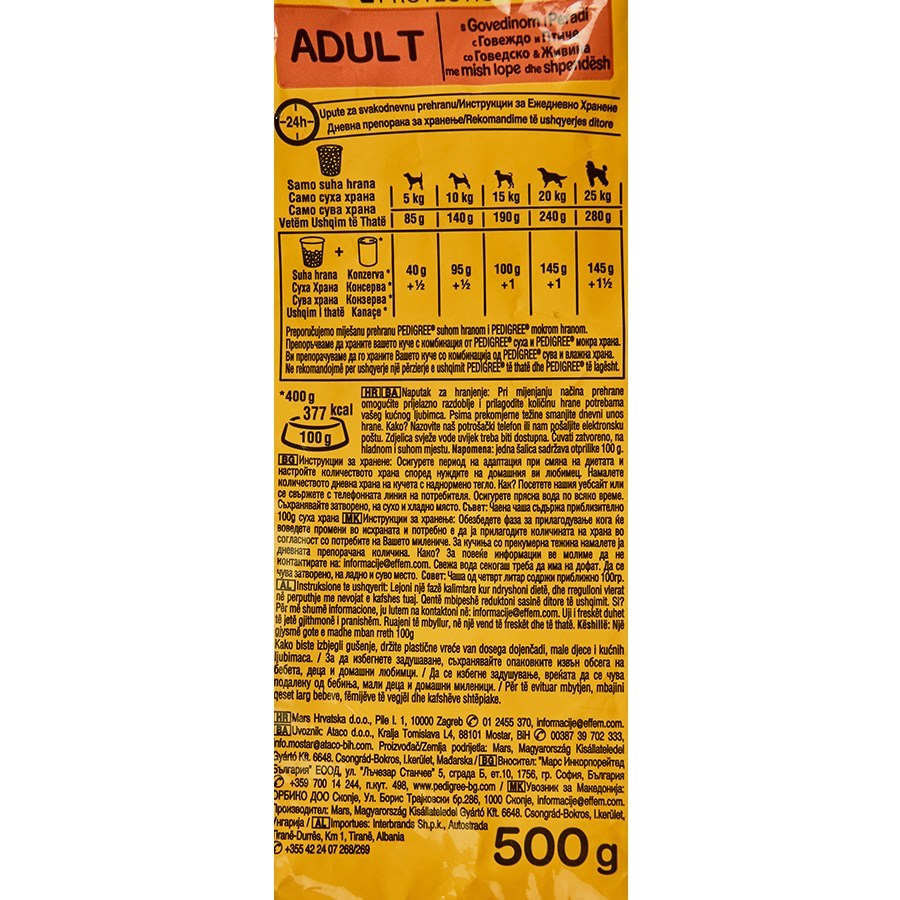 ADULT
s Govedinom i Peradi
с Говеждо и Птиче
со Говедско & Живина
me mish lope dhe shpendësh
-24h-
Upute za svakodnevnu prehranu/Инструкции за Ежедневно Хранене
Дневна препорака за хранење/Rekomandime të ushqyerjes ditore
Samo suha hrana
Само суха храна
Само сува храна
Vetëm Ushqim të Thatë
5 kg 10 kg 15 kg 20 kg 25 kg
85 g 140 g 190 g 240 g 280 g
+ *
Suha hrana Konzerva *
Суха Храна Консерва *
Сува храна Конзерва *
Ushqim i thatë Kanaçe *
40 g 95 g 100 g 145 g 145 g
+½ +½ +1 +1 +1½
Preporučujemo miješanu prehranu PEDIGREE® suhom hranom i PEDIGREE® mokrom hranom.
Препоръчваме да храните вашето куче с комбинация от PEDIGREE® суха и PEDIGREE® мокра храна.
Ви препорачуваме да го храните Вашето куче со комбинација од PEDIGREE® сува и влажна храна.
Ne rekomandojmë per ushqyerje një përzierje e ushqimit PEDIGREE® të thatë dhe PEDIGREE® të lagësht.
*400 g
377 kcal
100 g
HR BA Naputak za hranjenje: Pri mijenjanju načina prehrane
omogućite prijelazno razdoblje i prilagodite količinu hrane potrebama
vašeg kućnog ljubimca. Psima prekomjerne težine smanjite dnevni unos
hrane. Kako? Nazovite naš potrošački telefon ili nam pošaljite elektronsku
poštu. Zdjelica svježe vode uvijek treba biti dostupna. Čuvati zatvoreno, na
hladnom i suhom mjestu. Napomena: jedna šalica sadržava otprilike 100 g.
BG Инструкции за хранене: Осигурете период на адаптация при смяна на диетата и
настройте количеството храна според нуждите на домашния ви любимец. Намалете
количеството дневна храна на кучета с наднормено тегло. Как? Посетете нашия уебсайт или
се свържете с телефонната линия на потребителя. Осигурете прясна вода по всяко време.
Съхранявайте затворено, на сухо и хладно място. Съвет: Чаена чаша съдържа приблизително
100g суха храна MK Инструкции за хранење: Обезбедете фаза за прилагодување кога ќе
воведете промени во исхраната и потребно е да ја прилагодите количината на храна во
согласност со потребите на Вашето милениче. За кучиња со прекумерна тежина намалете ја
дневната препорачана количина. Како? За повеќе информации ве молиме да не
контактирате на: informacije@effem.com. Свежа вода секогаш треба да има на дофат. Да се
чува затворено, на ладно и суво место. Совет: Чаша од четврт литар содржи приближно 100гр.
AL Instruksione te ushqyerit: Lejoni një fazë kalimtare kur ndryshoni dietë, dhe rregulloni vlerat
në perputhje me nevojat e kafshes tuaj. Qentë mbipeshë reduktoni sasinë ditore të ushqimit. Si?
Për më shumë informacione, ju lutem na kontaktoni në: informacije@effem.com. Uji i freskët duhet
të jetë gjithmonë i pranishëm. Ruajeni të mbyllur, në një vend të freskët dhe të thatë. Këshillë: Një
gjysmë gote e madhe mban rreth 100g
Kako biste izbjegli gušenje, držite plastične vreće van dosega dojenčadi, male djece i kućnih
ljubimaca. / За да избегнете задушаване, съхранявайте опаковките извън обсега на
бебета, деца и домашни любимци. / Да се избегне задушување, вреќата да се чува
подалеку од бебиња, мали деца и домашни миленици. / Për të evituar mbytjen, mbajini
qeset larg bebeve, fëmijëve të vegjël dhe kafshëve shtëpiake.
HR Mars Hrvatska d.o.o., Pile I. 1, 10000 Zagreb ✆ 01 2455 370, informacije@effem.com.
BA Uvoznik: Ataco d.o.o., Kralja Tomislava L4, 88101 Mostar, BiH ✆ 00387 39 702 333,
info.mostar@ataco-bih.com. Proizvođač/Zemlja podrijetla: Mars, Magyarország Kisállateledel
Gyártó Kft. 6648. Csongrád-Bokros, I.kerület, Mađarska / BG Вносител: "Марс Инкорпорейтед
България" ЕООД, ул. "Лъчезар Станчев" 5, сграда Б, ет.10, 1756, гр. София, България
✆ +359 700 14 244, п.кут. 498, www.pedigree-bg.com / MK Увозник за Македонија:
ОРБИКО ДОО Скопје, Ул. Борис Трајковски бр.286, 1000 Скопје, informacije@effem.com.
Производител: Mars, Magyarország Kisállateledel Gyártó Kft. 6648. Csongrád-Bokros, I.kerület,
Унгарија / AL Importues: Interbrands Sh.p.k., Autostrada
Tiranë-Durrës, Km 1, Tiranë, Albania
✆ +355 42 24 07 268/269
500 g